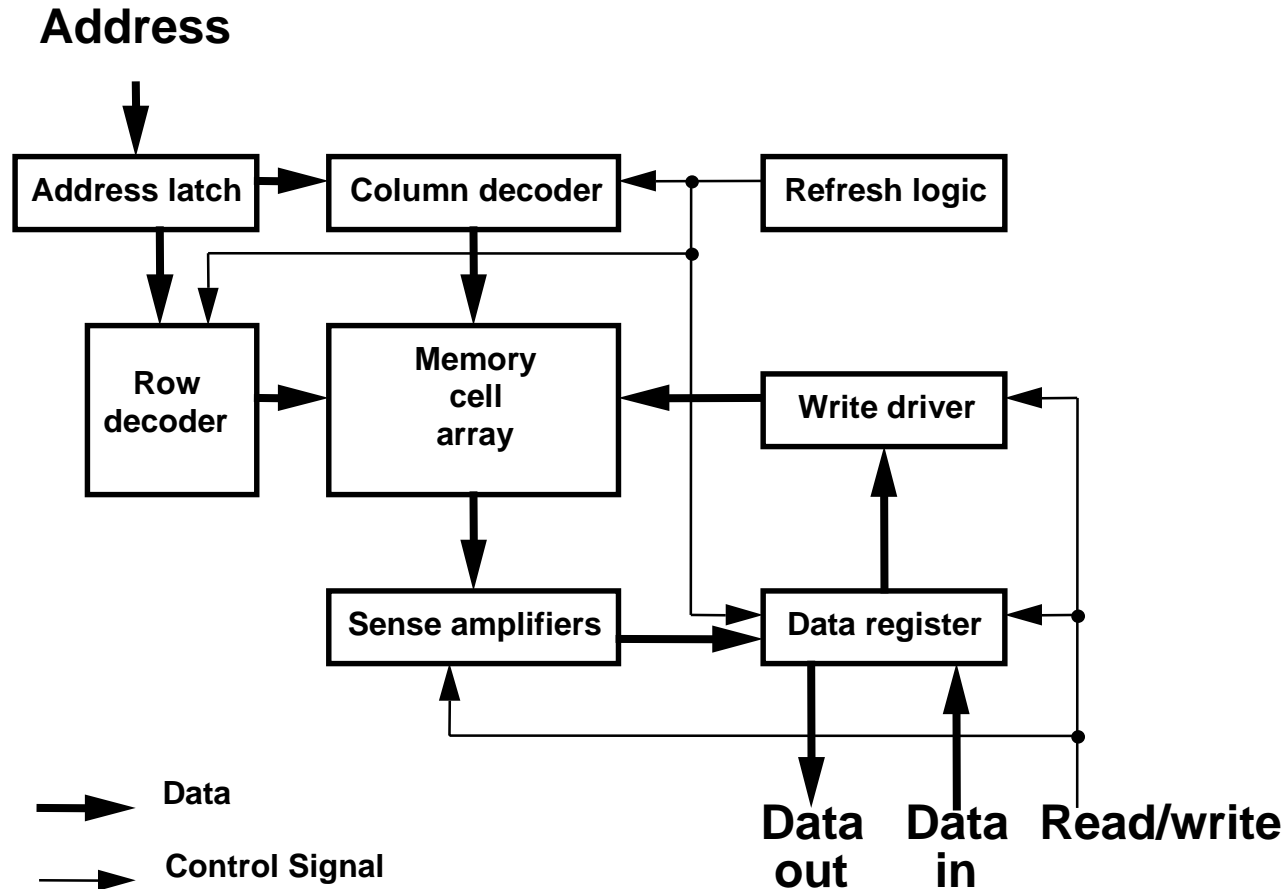 Address
Address latch
Column decoder
Refresh logic
Row
decoder
Memory
cell
array
Write driver
Sense amplifiers
Data register
Data
Control Signal
Data
out
Data
in
Read/write